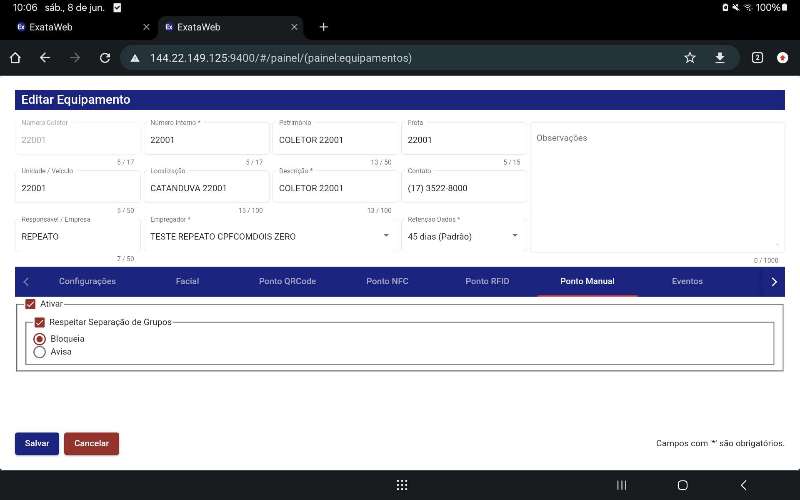 10:06 sáb., 8 de jun. 100%
ExataWeb
ExataWeb
144.22.149.125:9400/#/painel/(painel:equipamentos)
2
Editar Equipamento
Número Coletor
22001
5 / 17
Número Interno *
22001
5 / 17
Patrimônio
COLETOR 22001
13 / 50
Frota
22001
5 / 15
Observações
0 / 1000
Unidade / Veículo
22001
5 / 50
Localização
CATANDUVA 22001
15 / 100
Descrição *
COLETOR 22001
13 / 100
Contato
(17) 3522-8000
Responsável / Empresa
REPEATO
7 / 50
Empregador *
TESTE REPEATO CPFCOMDOIS ZERO
Retenção Dados *
45 dias (Padrão)
Configurações Facial Ponto QRCode Ponto NFC Ponto RFID Ponto Manual Eventos
Ativar
Respeitar Separação de Grupos
Bloqueia
Avisa
Salvar Cancelar
Campos com '*' são obrigatórios.